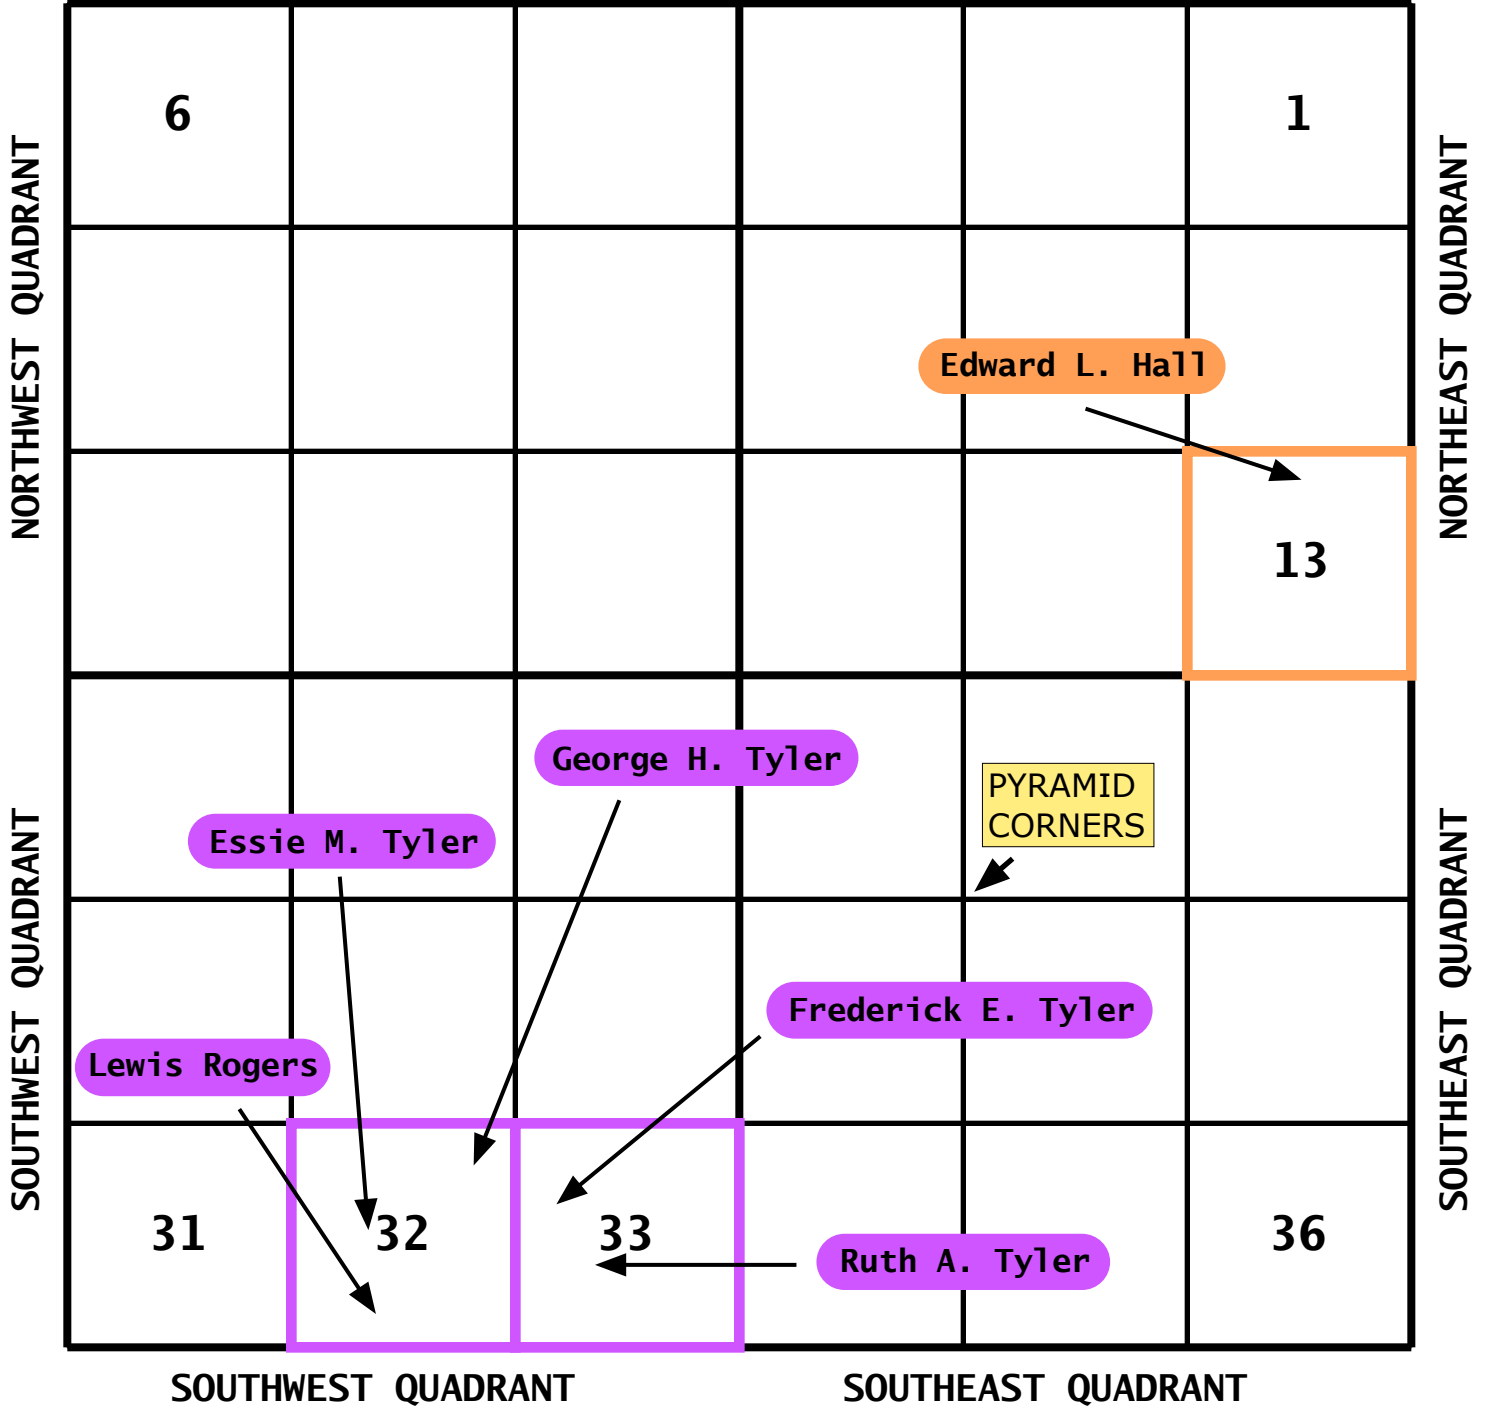 6
1
NORTHWEST QUADRANT
NORTHEAST QUADRANT
Edward L. Hall
13
George H. Tyler
PYRAMID
CORNERS
Essie M. Tyler
SOUTHWEST QUADRANT
SOUTHEAST QUADRANT
Frederick E. Tyler
Lewis Rogers
31
32
33
36
Ruth A. Tyler
SOUTHWEST QUADRANT
SOUTHEAST QUADRANT